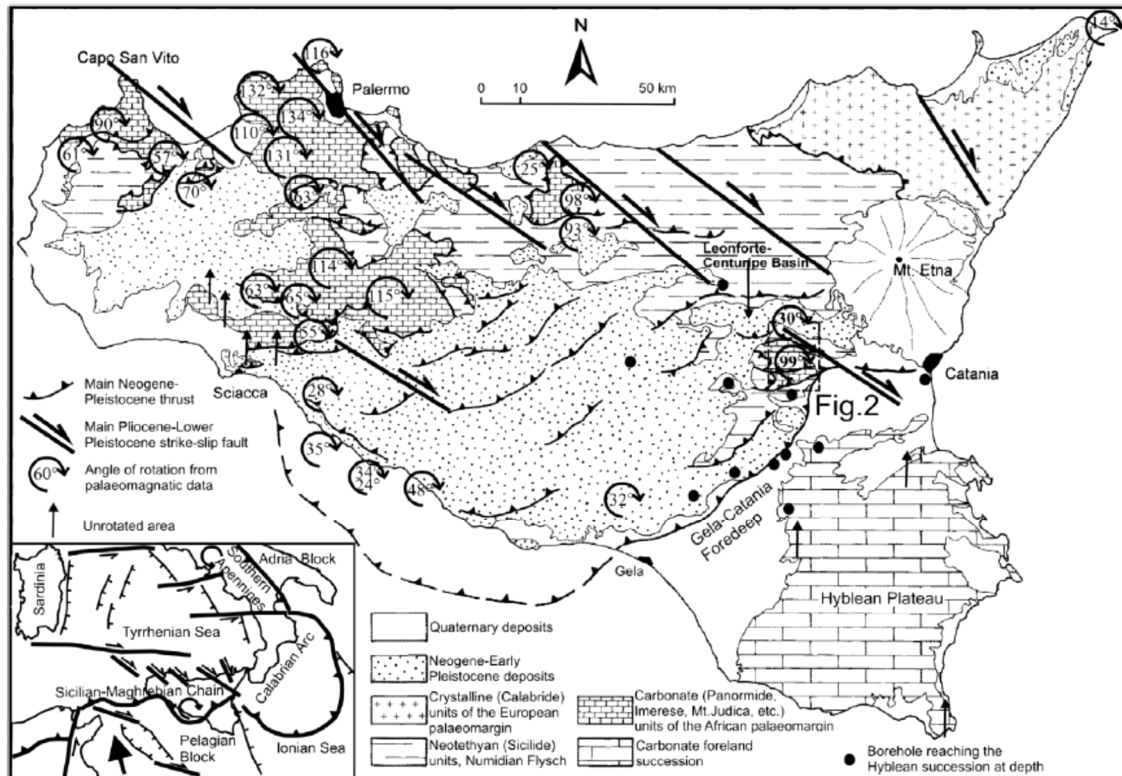 14°
116°
N
Capo San Vito
132°
Palermo
0 10 50 km
134°
90°
110°
61°
57°
131°
25°
70°
63°
98°
93°
Leonforte-
Centuripe Basin
114°
Mt. Etna
63°
65°
115°
30°
55°
99°
Catania
Main Neogene-
Pleistocene thrust
Sciacca
28°
Fig.2
Main Pliocene-Lower
Pleistocene strike-slip fault
35°
34°
24°
48°
60°
Angle of rotation from
palaeomagnetic data
32°
Gela-Catania
Foredeep
Unrotated area
Gela
Hyblean Plateau
Sardinia
Southern
Apennines
Adria Block
Tyrrhenian Sea
Calabrian Arc
Sicilian-Maghrebian Chain
Pelagian
Block
Ionian Sea
Quaternary deposits
Neogene-Early
Pleistocene deposits
Crystalline (Calabride)
units of the European
palaeomargin
Neotethyan (Sicilide)
units, Numidian Flysch
Carbonate (Panormide,
Imerese, Mt.Judica, etc.)
units of the African palaeomargin
Carbonate foreland
succession
Borehole reaching the
Hyblean succession at depth